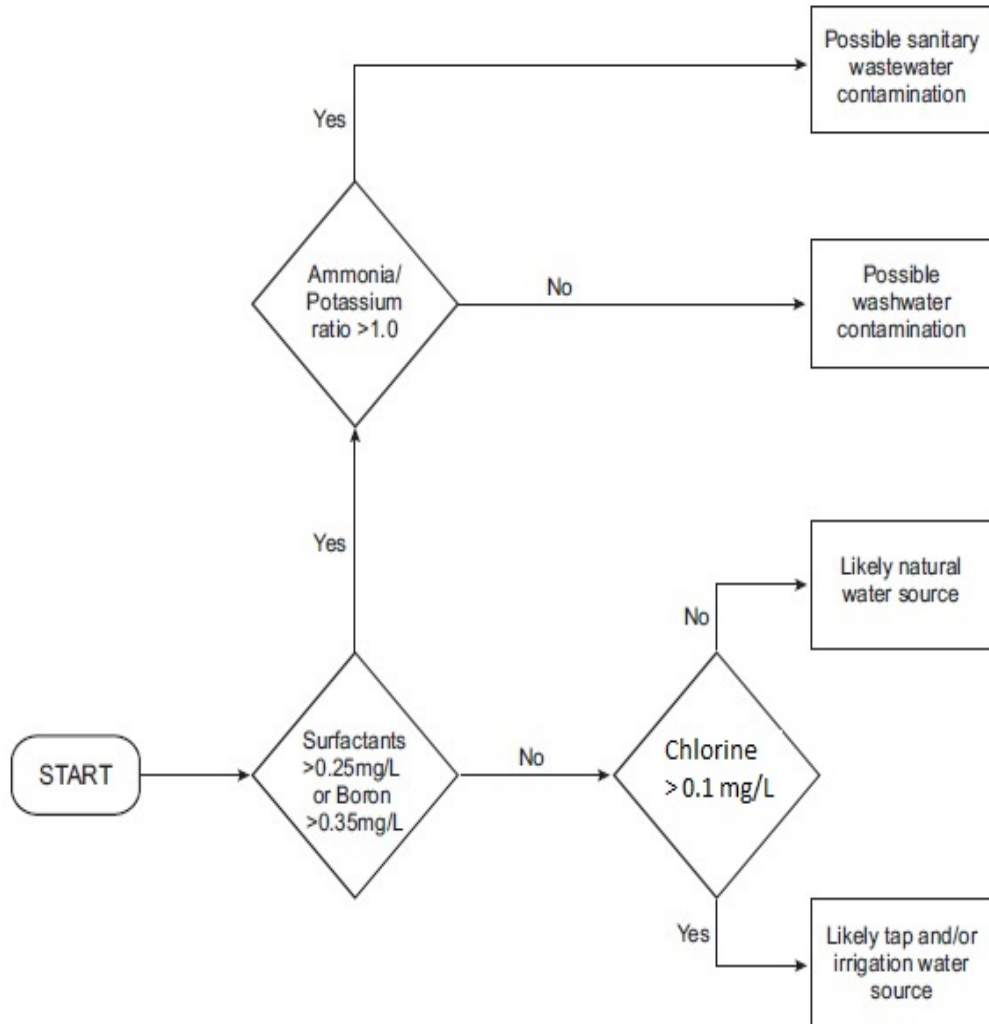 Possible sanitary
wastewater
contamination
Yes
Ammonia/
Potassium
ratio >1.0
No
Possible
washwater
contamination
Yes
Likely natural
water source
No
START
Surfactants
>0.25mg/L
or Boron
>0.35mg/L
No
Chlorine
>0.1 mg/L
Yes
Likely tap and/or
irrigation water
source